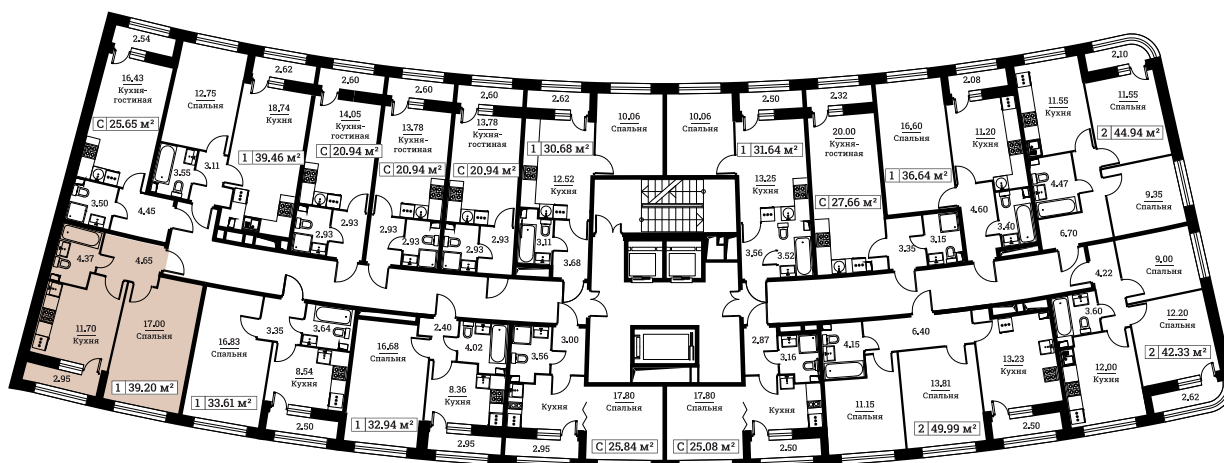 2.54
16.43
Кухня-
гостиная
С 25.65 м²
3.50
4.45
12.75
Спальня
3.55
3.11
2.62
18.74
Кухня
1 39.46 м²
2.60
14.05
Кухня-
гостиная
С 20.94 м²
2.93
2.93
2.60
13.78
Кухня-
гостиная
С 20.94 м²
2.93
2.93
2.60
13.78
Кухня-
гостиная
С 20.94 м²
2.93
2.93
2.62
10.06
Спальня
1 30.68 м²
12.52
Кухня
3.11
3.68
10.06
Спальня
2.50
1 31.64 м²
13.25
Кухня
3.56
3.52
2.32
20.00
Кухня-
гостиная
С 27.66 м²
3.35
3.15
16.60
Спальня
1 36.64 м²
2.08
11.20
Кухня
4.60
3.40
2.10
11.55
Кухня
11.55
Спальня
2 44.94 м²
4.47
9.35
Спальня
6.70
4.37
4.65
11.70
Кухня
17.00
Спальня
2.95
1 39.20 м²
16.83
Спальня
3.35
3.64
8.54
Кухня
1 33.61 м²
2.50
16.68
Спальня
2.40
4.02
8.36
Кухня
1 32.94 м²
2.95
3.56
3.00
Кухня
17.80
Спальня
2.95
С 25.84 м²
2.87
3.16
17.80
Спальня
Кухня
С 25.08 м²
2.50
4.15
6.40
11.15
Спальня
13.81
Спальня
13.23
Кухня
2 49.99 м²
2.50
4.22
3.60
9.00
Спальня
12.20
Спальня
12.00
Кухня
2 42.33 м²
2.62